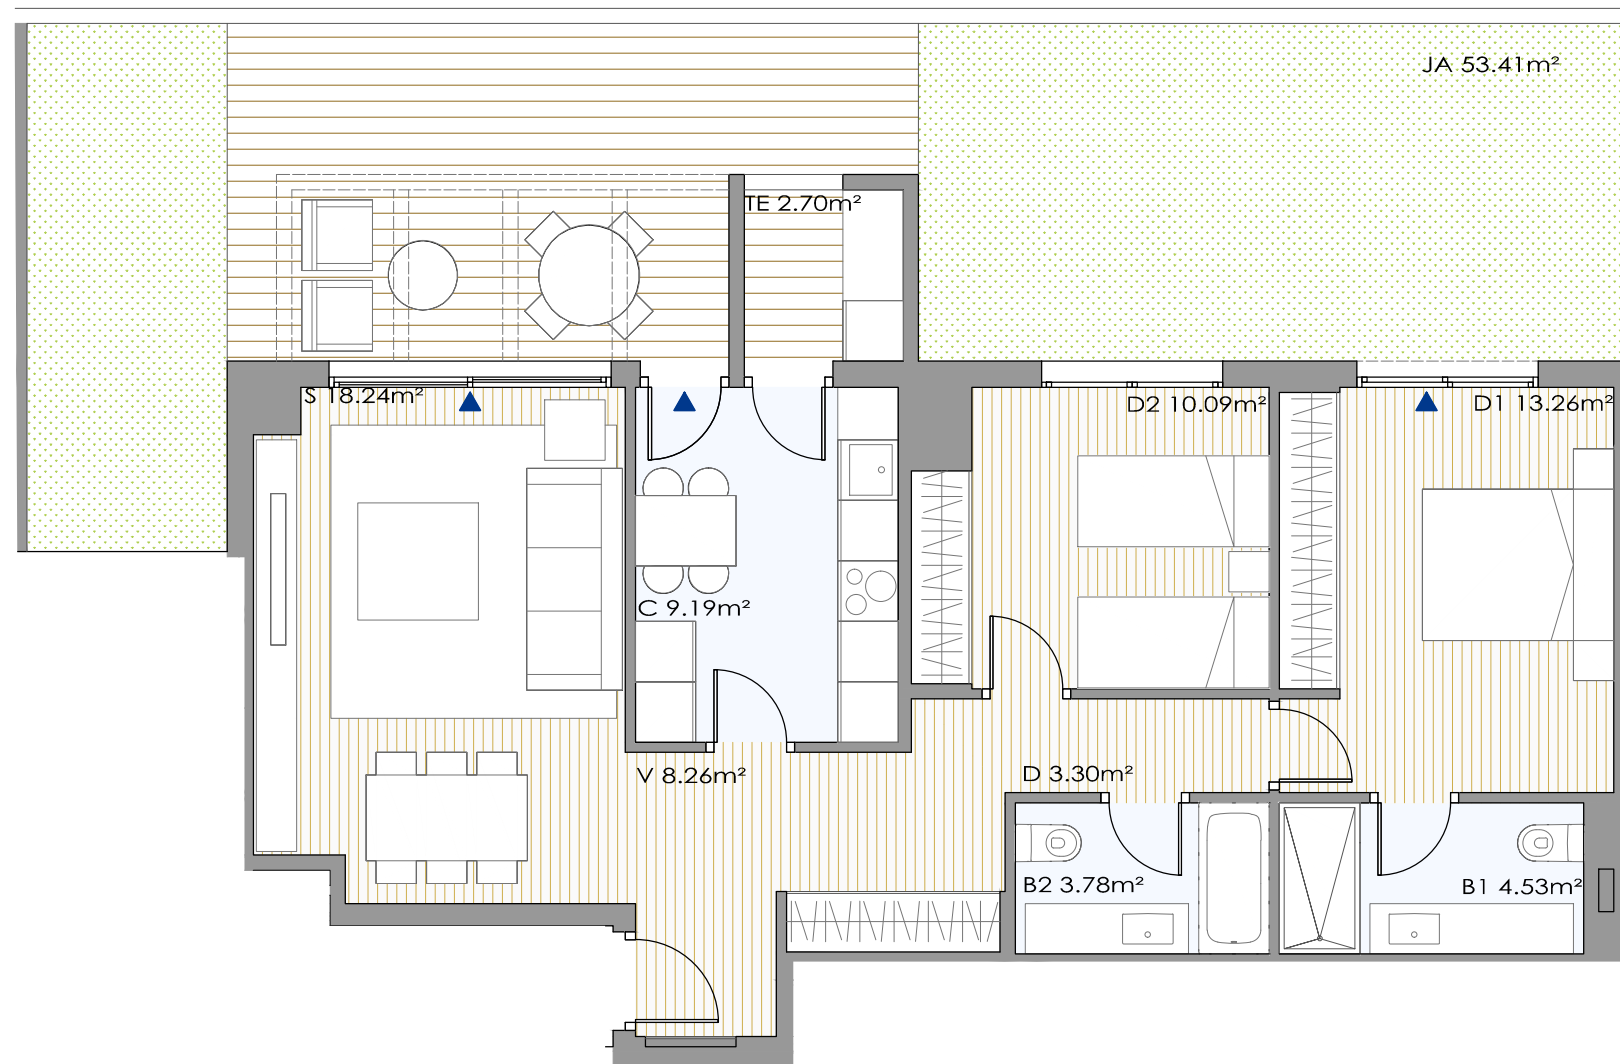 JA 53.41m²
TE 2.70m²
S 18.24m²
D2 10.09m²
D1 13.26m²
C 9.19m²
V 8.26m²
D 3.30m²
B2 3.78m²
B1 4.53m²